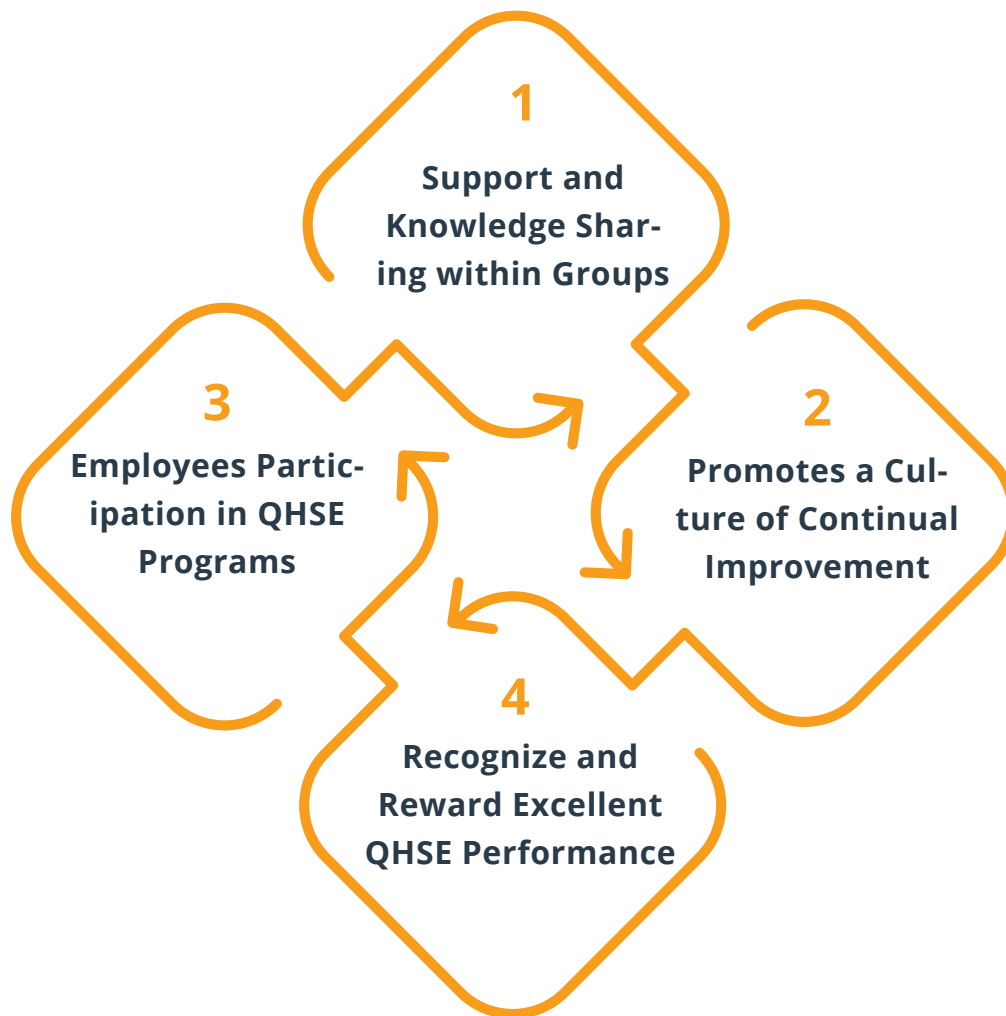 1
Support and
Knowledge Shar-
ing within Groups
2
Promotes a Cul-
ture of Continual
Improvement
3
Employees Partic-
ipation in QHSE
Programs
4
Recognize and
Reward Excellent
QHSE Performance